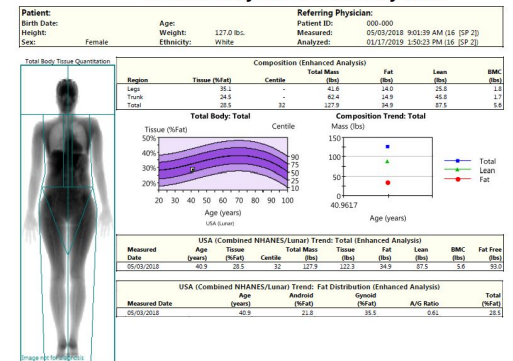 Patient: Referring Physician:
Birth Date: Age: Patient ID: 000-000
Height: Weight: 127.0 lbs. Measured: 05/03/2018 9:01:39 AM (16 [SP 2])
Sex: Female Ethnicity: White Analyzed: 01/17/2019 1:50:23 PM (16 [SP 2])
Total Body Tissue Quantitation
Composition (Enhanced Analysis)
Total Mass Fat Lean BMC
Region Tissue (%Fat) Centile (lbs) (lbs) (lbs) (lbs)
Legs 35.1 - 41.6 14.0 25.8 1.8
Trunk 24.5 - 62.4 14.9 45.8 1.7
Total 28.5 32 127.9 34.9 87.5 5.6
Total Body: Total
Tissue (%Fat) Centile
50%
40%
30%
20%
90
75
50
25
10
20 30 40 50 60 70 80 90 100
Age (years)
USA (Lunar)
Composition Trend: Total
Mass (lbs)
150
100
50
0
40.9617
Age (years)
Total
Lean
Fat
USA (Combined NHANES/Lunar) Trend: Total (Enhanced Analysis)
Measured Age Tissue Total Mass Tissue Fat Lean BMC Fat Free
Date (years) (%Fat) Centile (lbs) (lbs) (lbs) (lbs) (lbs) (lbs)
05/03/2018 40.9 28.5 32 127.9 122.3 34.9 87.5 5.6 93.0
USA (Combined NHANES/Lunar) Trend: Fat Distribution (Enhanced Analysis)
Age Android Gynoid Total
Measured Date (years) (%Fat) (%Fat) A/G Ratio (%Fat)
05/03/2018 40.9 21.8 35.5 0.61 28.5
Image not for diagnosis